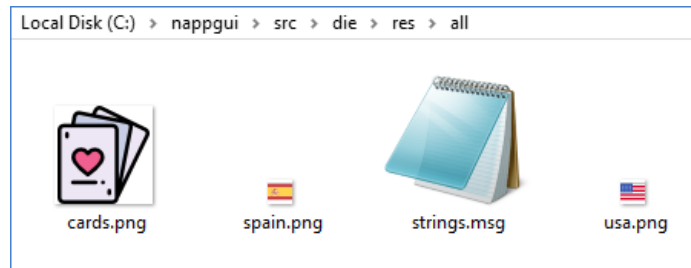 Local Disk (C:) > nappgui > src > die > res > all
cards.png
spain.png
strings.msg
usa.png